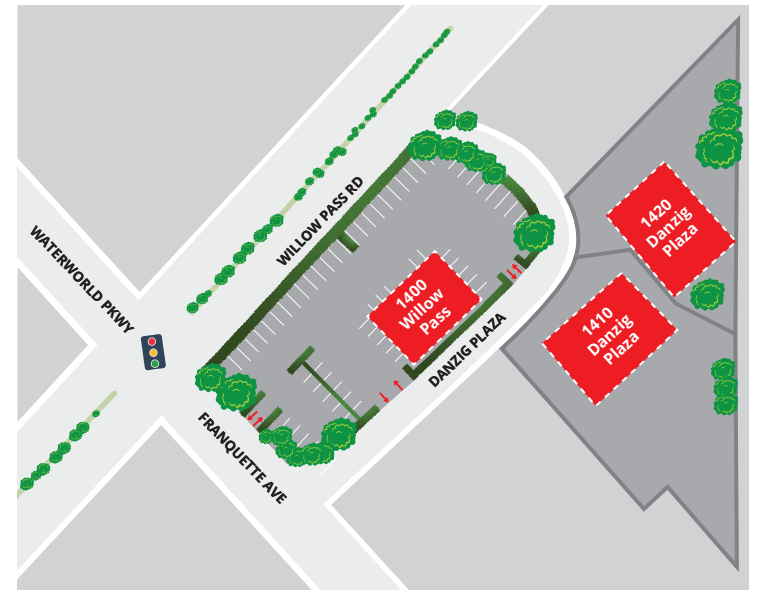 WILLOW PASS RD
WATERWORLD PKWY
1420
Danzig
Plaza
1400
Willow
Pass
1410
Danzig
Plaza
DANZIG PLAZA
FRANQUETTE AVE